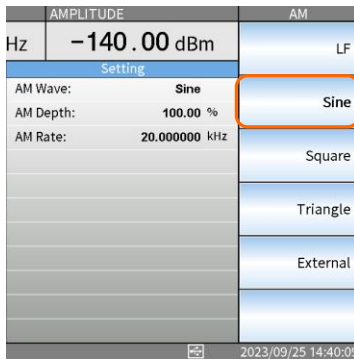 AMPLITUDE
AM
Hz
-140.00 dBm
LF
Setting
AM Wave: Sine
Sine
AM Depth: 100.00 %
AM Rate: 20.000000 kHz
Square
Triangle
External
2023/09/25 14:40:09